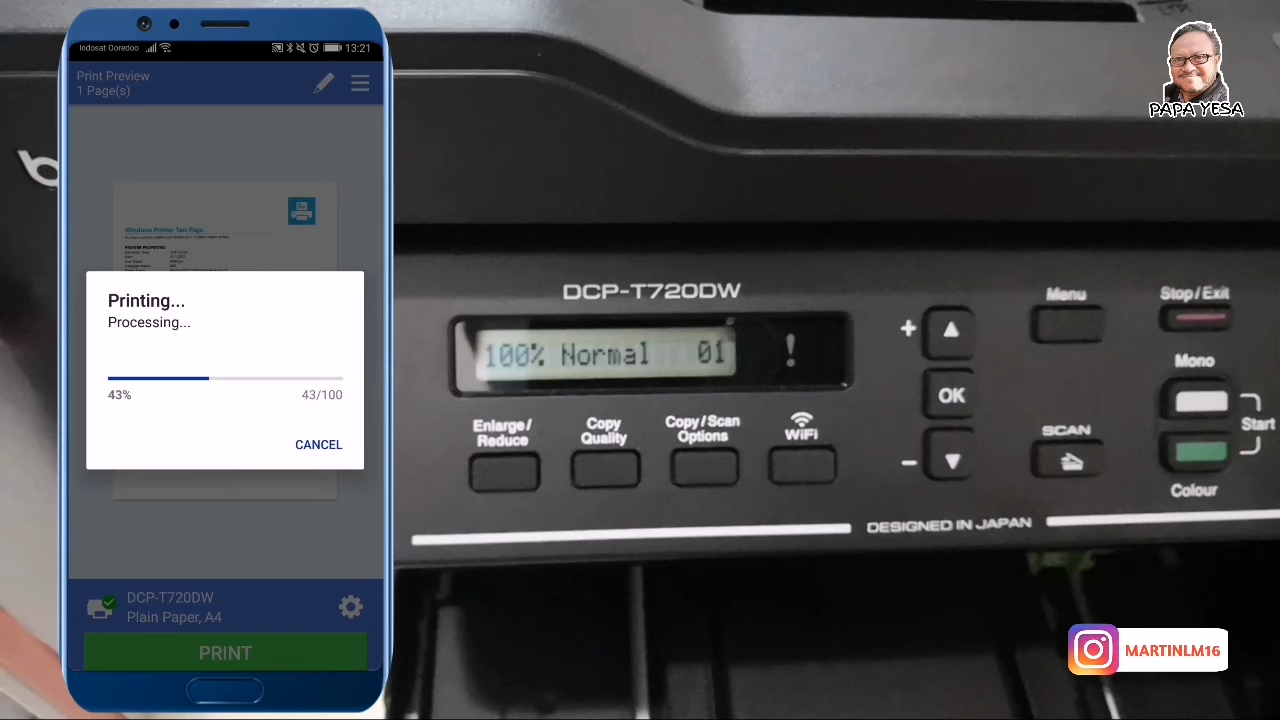 Indosat Ooredoo
13:21
Print Preview
1 Page(s)
Windows Printer Test Page
PRINTER PROPERTIES
Printing...
Processing...
43%
43/100
CANCEL
DCP-T720DW
Plain Paper, A4
PRINT
PAPA YESA
DCP-T720DW
100% Normal 01
!
Enlarge/
Reduce
Copy
Quality
Copy/Scan
Options
WiFi
+
OK
−
Menu
SCAN
Stop/Exit
Mono
Start
Colour
DESIGNED IN JAPAN
MARTINLM16